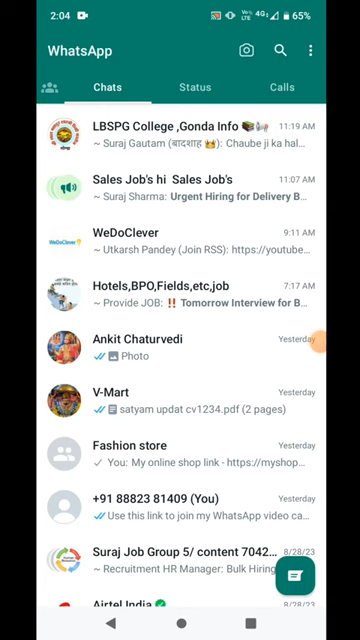 2:04 Vo)) LTE 4G 65%
WhatsApp
Chats Status Calls
LBSPG College ,Gonda Info 11:19 AM
~ Suraj Gautam (बादशाह 👑): Chaube ji ka hal...
Sales Job's hi Sales Job's 11:07 AM
~ Suraj Sharma: Urgent Hiring for Delivery B...
WeDoClever
WeDoClever 9:11 AM
~ Utkarsh Pandey (Join RSS): https://youtube...
Hotels,BPO,Fields,etc,job 7:17 AM
~ Provide JOB: ‼️ Tomorrow Interview for B...
Ankit Chaturvedi Yesterday
Photo
V-Mart Yesterday
satyam updat cv1234.pdf (2 pages)
Fashion store Yesterday
You: My online shop link - https://myshop...
+91 88823 81409 (You) Yesterday
Use this link to join my WhatsApp video ca...
Suraj Job Group 5/ content 7042... 8/28/23
~ Recruitment HR Manager: Bulk Hiring
Airtel India 8/28/23